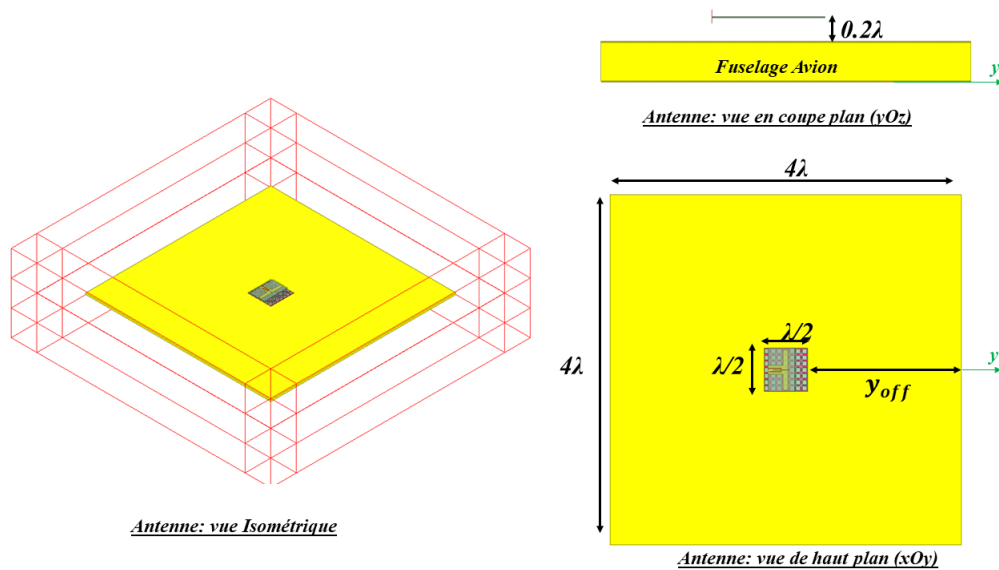 0.2λ
Fuselage Avion
y
Antenne: vue en coupe plan (yOz)
4λ
λ/2
4λ
λ/2
y
y_off
Antenne: vue Isométrique
Antenne: vue de haut plan (xOy)